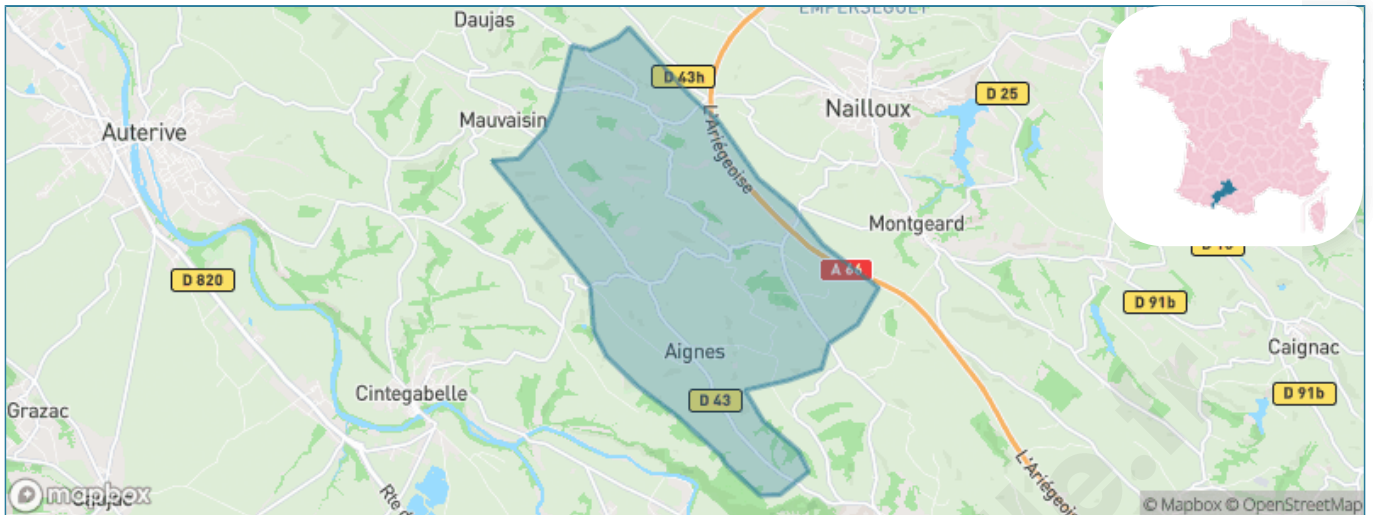 Daujas
EMPERSEGUET
D 43h
D 25
Nailloux
Mauvaisin
Auterive
L'Ariégeoise
Montgeard
D 820
A 66
D 91b
Aignes
Caignac
Cintegabelle
D 43
D 91b
Grazac
L'Ariégeoise
mapbox
© Mapbox © OpenStreetMap